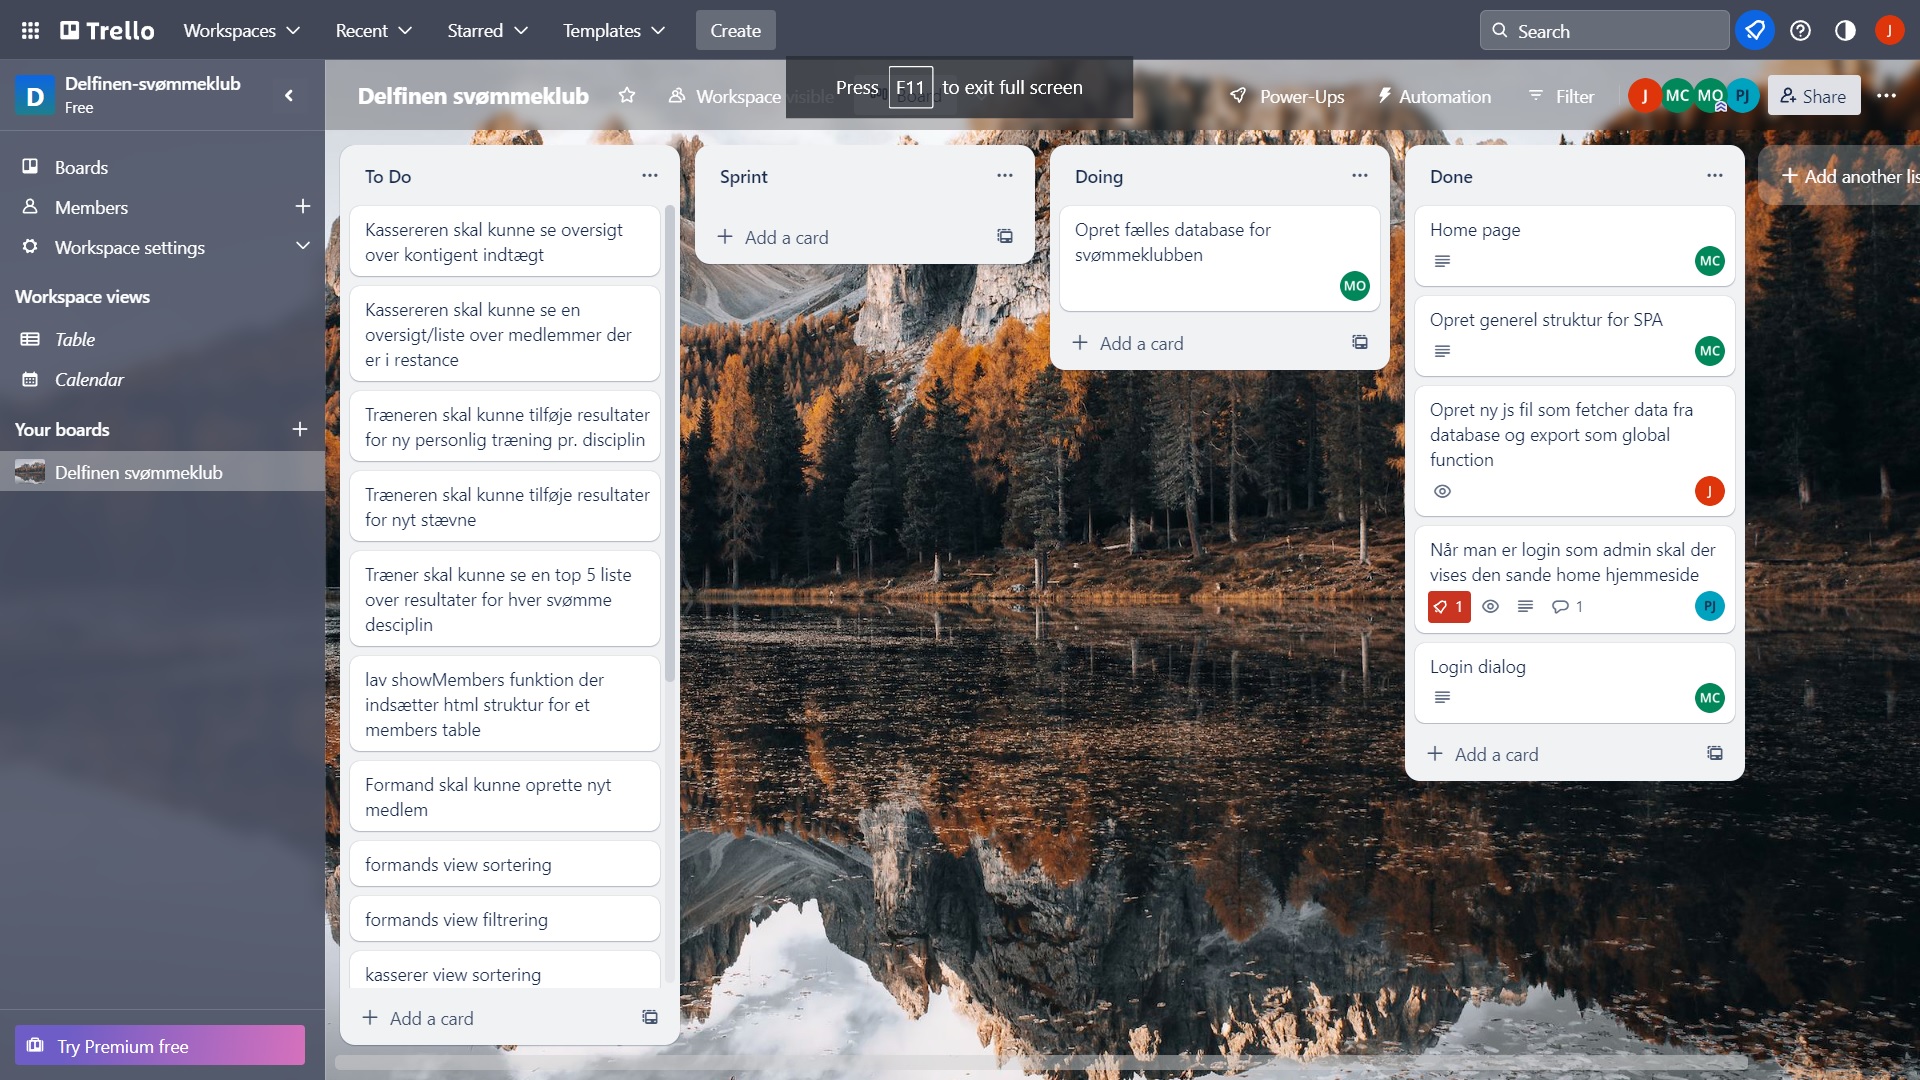 Trello
Workspaces
Recent
Starred
Templates
Create
Search
J
D
Delfinen-svømmeklub
Free
Delfinen svømmeklub
Workspace visible
Board
Press F11 to exit full screen
Power-Ups
Automation
Filter
J
MC
MO
PJ
Share
Boards
Members
Workspace settings
Workspace views
Table
Calendar
Your boards
Delfinen svømmeklub
Try Premium free
To Do
Kassereren skal kunne se oversigt
over kontigent indtægt
Kassereren skal kunne se en
oversigt/liste over medlemmer der
er i restance
Træneren skal kunne tilføje resultater
for ny personlig træning pr. disciplin
Træneren skal kunne tilføje resultater
for nyt stævne
Træner skal kunne se en top 5 liste
over resultater for hver svømme
desciplin
lav showMembers funktion der
indsætter html struktur for et
members table
Formand skal kunne oprette nyt
medlem
formands view sortering
formands view filtrering
kasserer view sortering
Add a card
Sprint
Add a card
Doing
Opret fælles database for
svømmeklubben
MO
Add a card
Done
Home page
MC
Opret generel struktur for SPA
MC
Opret ny js fil som fetcher data fra
database og export som global
function
J
Når man er login som admin skal der
vises den sande home hjemmeside
1
1
PJ
Login dialog
MC
Add a card
Add another lis